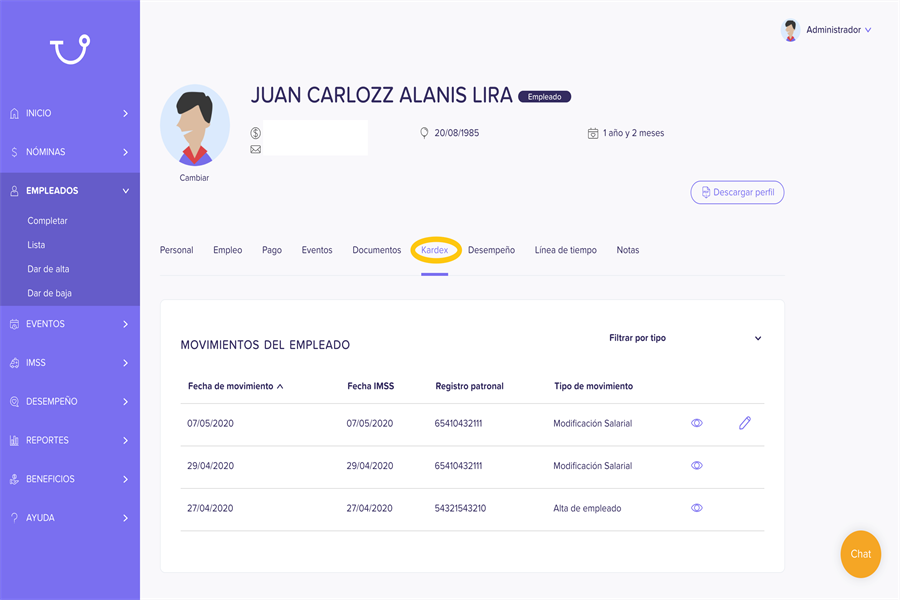 Administrador
JUAN CARLOZZ ALANIS LIRA Empleado
20/08/1985
1 año y 2 meses
Cambiar
Descargar perfil
INICIO
NÓMINAS
EMPLEADOS
Completar
Lista
Dar de alta
Dar de baja
EVENTOS
IMSS
DESEMPEÑO
REPORTES
BENEFICIOS
AYUDA
Personal Empleo Pago Eventos Documentos Kardex Desempeño Línea de tiempo Notas
MOVIMIENTOS DEL EMPLEADO
Filtrar por tipo
Fecha de movimiento Fecha IMSS Registro patronal Tipo de movimiento
07/05/2020 07/05/2020 65410432111 Modificación Salarial
29/04/2020 29/04/2020 65410432111 Modificación Salarial
27/04/2020 27/04/2020 54321543210 Alta de empleado
Chat